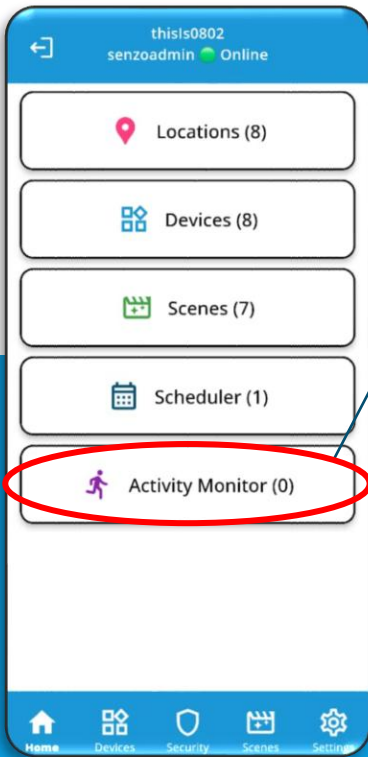 thisIs0802
senzoadmin Online
Locations (8)
Devices (8)
Scenes (7)
Scheduler (1)
Activity Monitor (0)
Home Devices Security Scenes Settings